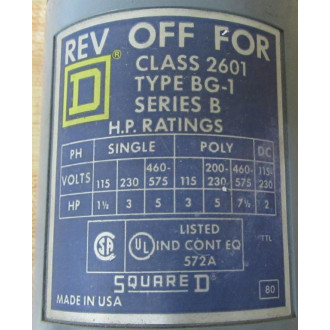 REV OFF FOR
D ®
CLASS 2601
TYPE BG-1
SERIES B
H.P. RATINGS
PH SINGLE POLY DC
VOLTS 115 230 460-575 115 200-230 460-575 115-230
HP 1½ 3 5 3 5 7½ 2
SA ®
UL ®
LISTED
IND CONT EQ
572A
SQUARE D
MADE IN USA
80